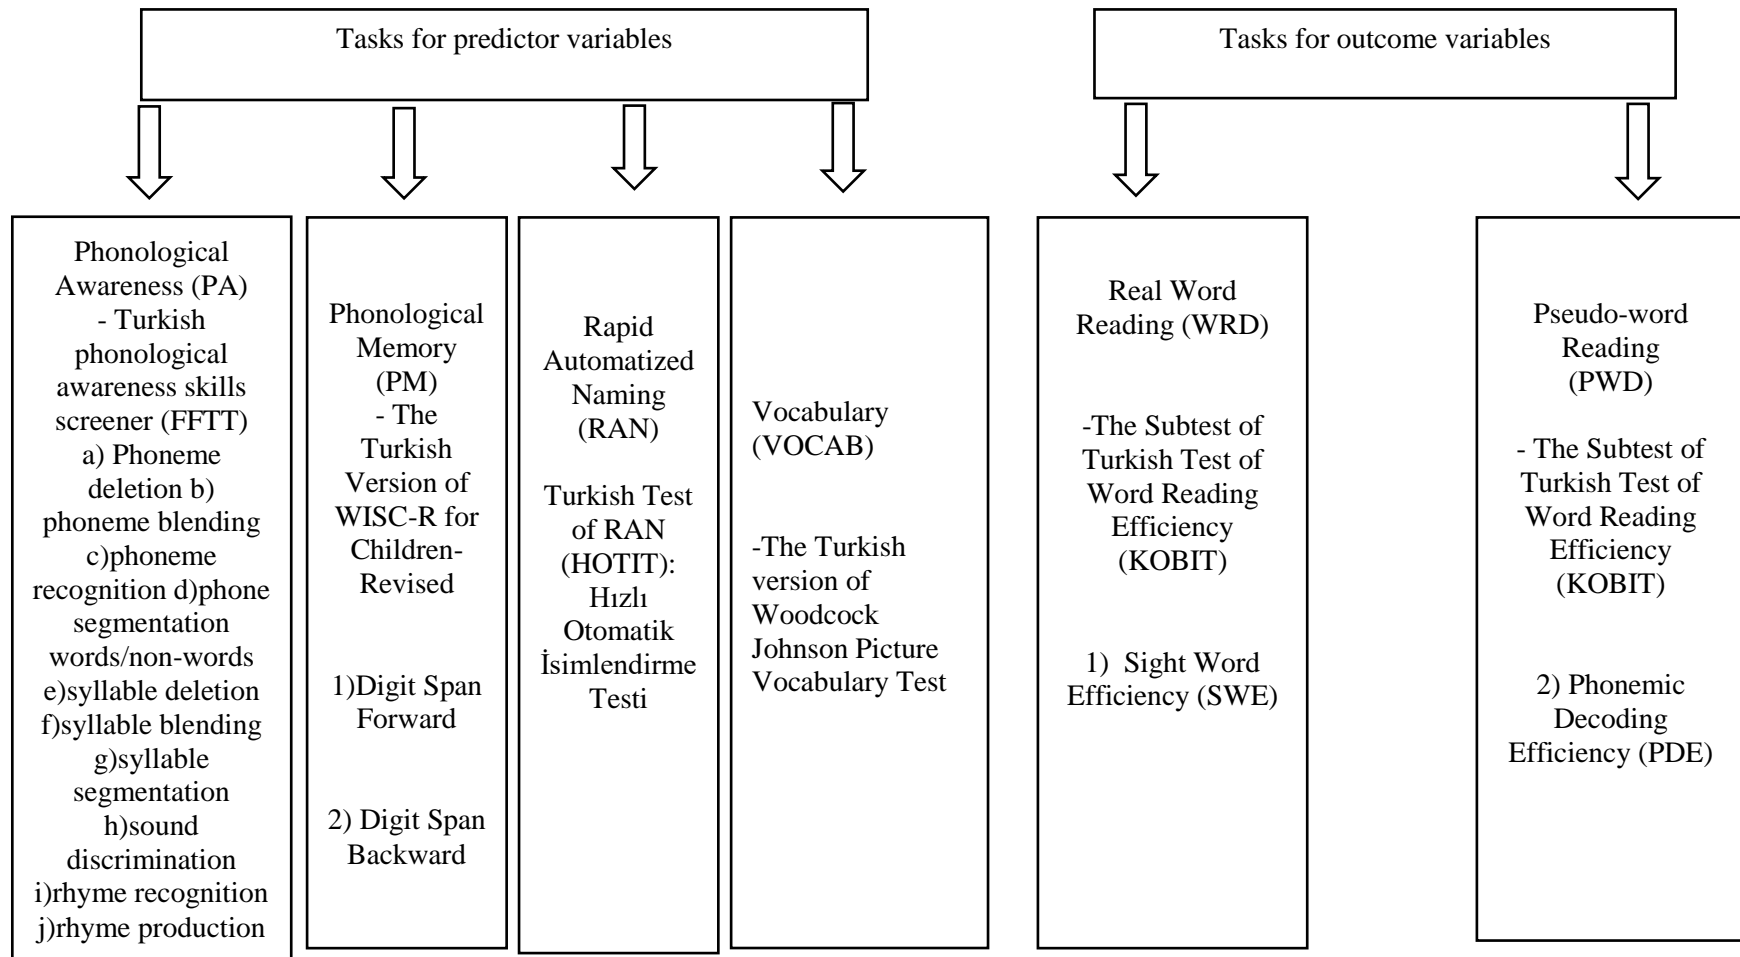 Tasks for predictor variables
Tasks for outcome variables
Phonological
Awareness (PA)
- Turkish
phonological
awareness skills
screener (FFTT)
a) Phoneme
deletion b)
phoneme blending
c)phoneme
recognition d)phone
segmentation
words/non-words
e)syllable deletion
f)syllable blending
g)syllable
segmentation
h)sound
discrimination
i)rhyme recognition
j)rhyme production
Phonological
Memory
(PM)
- The
Turkish
Version of
WISC-R for
Children-
Revised
1)Digit Span
Forward
2) Digit Span
Backward
Rapid
Automatized
Naming
(RAN)
Turkish Test
of RAN
(HOTIT):
Hızlı
Otomatik
İsimlendirme
Testi
Vocabulary
(VOCAB)
-The Turkish
version of
Woodcock
Johnson Picture
Vocabulary Test
Real Word
Reading (WRD)
-The Subtest of
Turkish Test of
Word Reading
Efficiency
(KOBIT)
1) Sight Word
Efficiency (SWE)
Pseudo-word
Reading
(PWD)
- The Subtest of
Turkish Test of
Word Reading
Efficiency
(KOBIT)
2) Phonemic
Decoding
Efficiency (PDE)